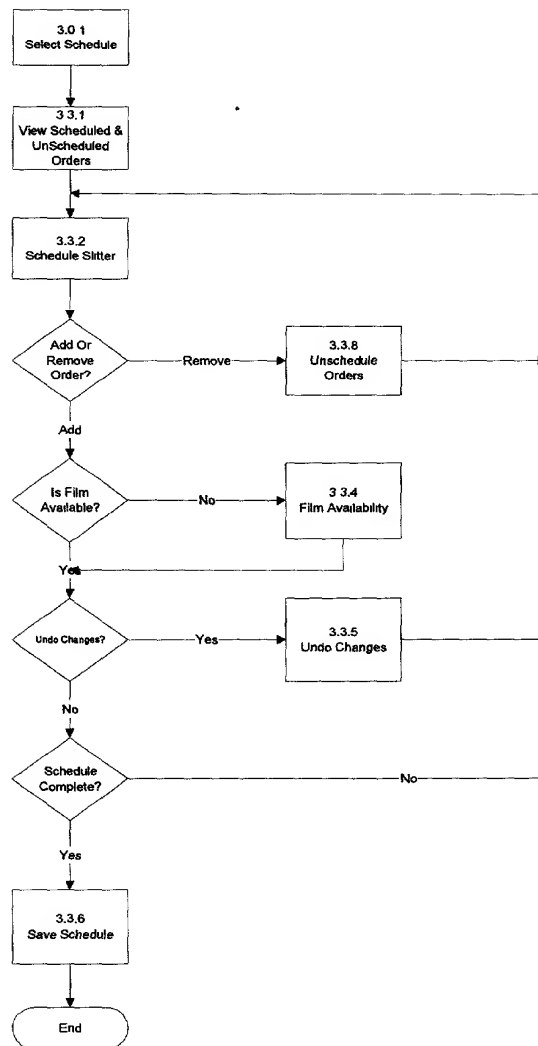 3.0 1
Select Schedule
3 3.1
View Scheduled &
UnScheduled
Orders
3.3.2
Schedule Slitter
Add Or
Remove
Order?
Remove
3.3.8
Unschedule
Orders
Add
Is Film
Available?
No
3 3.4
Film Availability
Yes
Undo Changes?
Yes
3.3.5
Undo Changes
No
Schedule
Complete?
No
Yes
3.3.6
Save Schedule
End